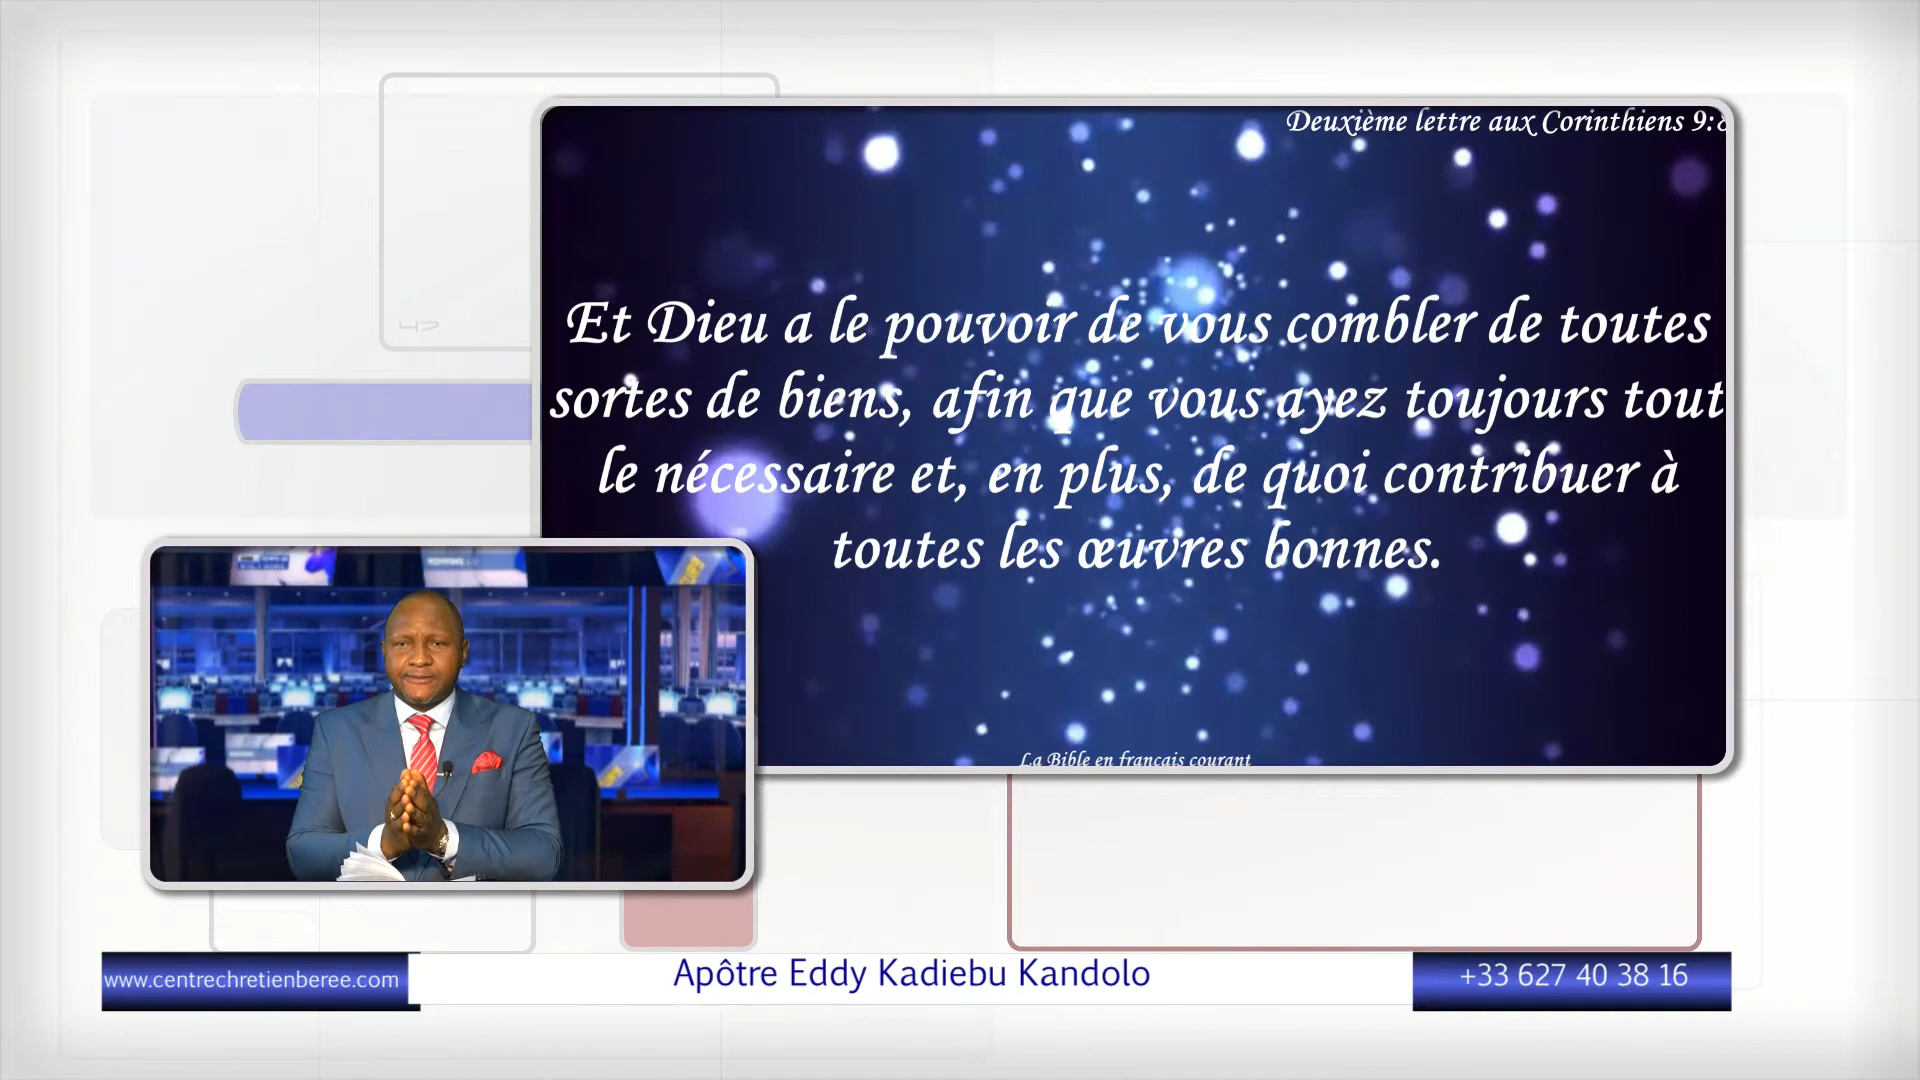 Deuxième lettre aux Corinthiens 9:8
Et Dieu a le pouvoir de vous combler de toutes
sortes de biens, afin que vous ayez toujours tout
le nécessaire et, en plus, de quoi contribuer à
toutes les œuvres bonnes.
La Bible en français courant
www.centrechretienberee.com
Apôtre Eddy Kadiebu Kandolo
+33 627 40 38 16